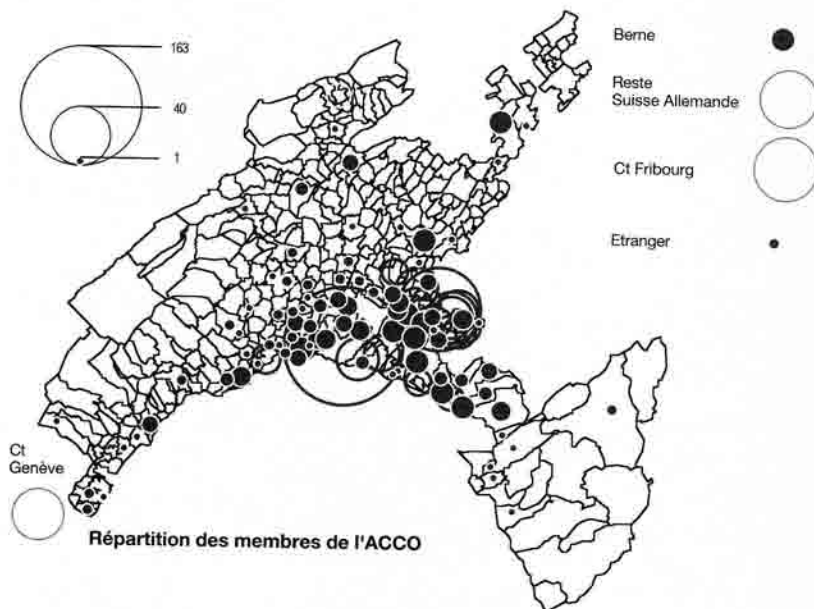 163
40
1
Berne
Reste
Suisse Allemande
Ct Fribourg
Etranger
Ct
Genève
Répartition des membres de l'ACCO